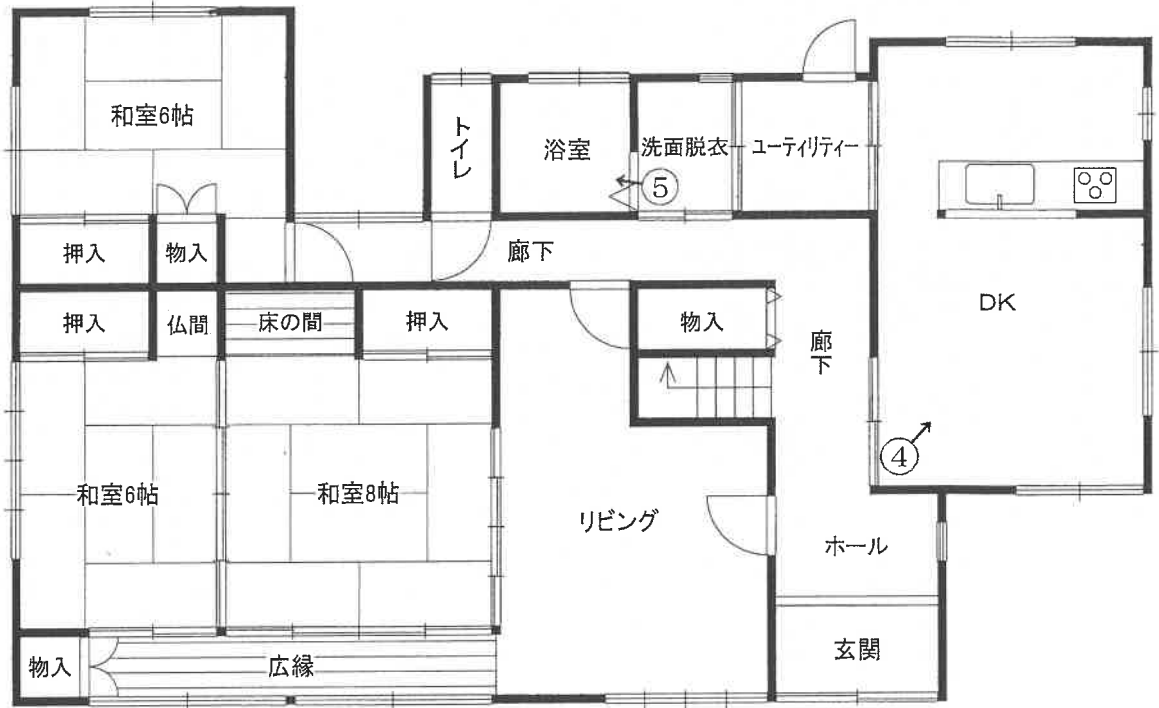 和室6帖
トイレ
浴室
洗面脱衣
ユーティリティー
⑤
押入
物入
廊下
DK
押入
仏間
床の間
押入
物入
廊下
④
和室6帖
和室8帖
リビング
ホール
物入
広縁
玄関